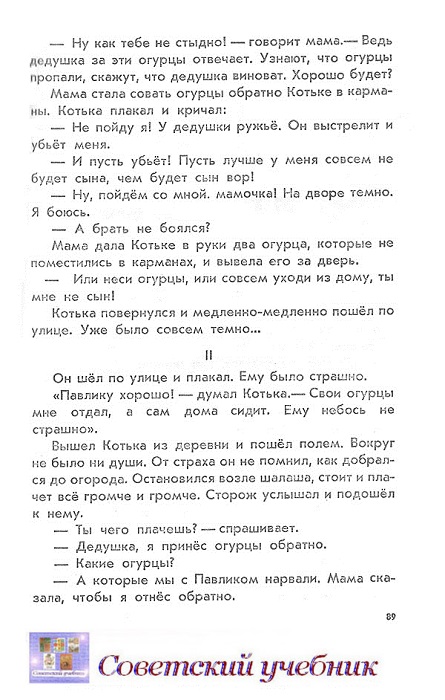 — Ну как тебе не стыдно! — говорит мама.— Ведь
дедушка за эти огурцы отвечает. Узнают, что огурцы
пропали, скажут, что дедушка виноват. Хорошо будет?
Мама стала совать огурцы обратно Котьке в карма-
ны. Котька плакал и кричал:
— Не пойду я! У дедушки ружьё. Он выстрелит и
убьёт меня.
— И пусть убьёт! Пусть лучше у меня совсем не
будет сына, чем будет сын вор!
— Ну, пойдём со мной. мамочка! На дворе темно.
Я боюсь.
— А брать не боялся?
Мама дала Котьке в руки два огурца, которые не
поместились в карманах, и вывела его за дверь.
— Или неси огурцы, или совсем уходи из дому, ты
мне не сын!
Котька повернулся и медленно-медленно пошёл по
улице. Уже было совсем темно...
II
Он шёл по улице и плакал. Ему было страшно.
«Павлику хорошо! — думал Котька.— Свои огурцы
мне отдал, а сам дома сидит. Ему небось не
страшно».
Вышел Котька из деревни и пошёл полем. Вокруг
не было ни души. От страха он не помнил, как добрал-
ся до огорода. Остановился возле шалаша, стоит и пла-
чет всё громче и громче. Сторож услышал и подошёл
к нему.
— Ты чего плачешь? — спрашивает.
— Дедушка, я принёс огурцы обратно.
— Какие огурцы?
— А которые мы с Павликом нарвали. Мама ска-
зала, чтобы я отнёс обратно.
89
Советский учебник
Советский учебник